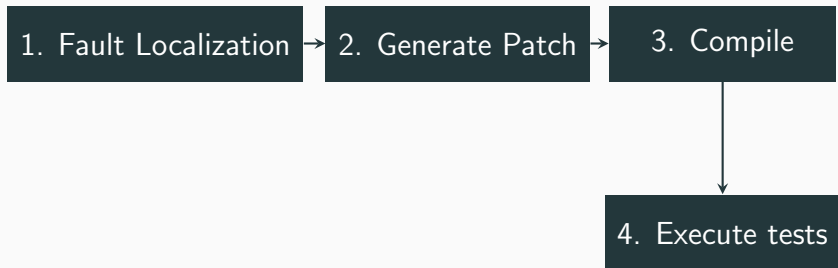 1. Fault Localization
2. Generate Patch
3. Compile
4. Execute tests